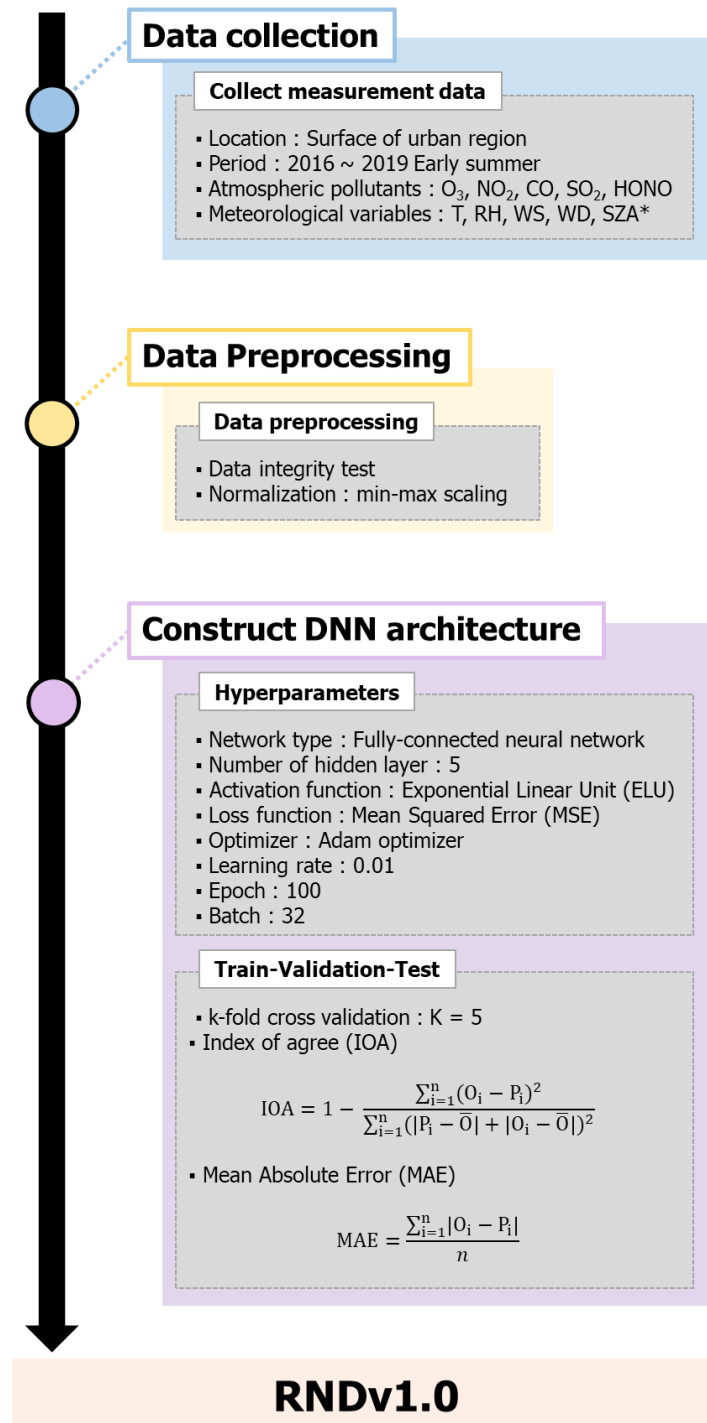 Data collection
Collect measurement data
▪ Location : Surface of urban region
▪ Period : 2016 ~ 2019 Early summer
▪ Atmospheric pollutants : O₃, NO₂, CO, SO₂, HONO
▪ Meteorological variables : T, RH, WS, WD, SZA*
Data Preprocessing
Data preprocessing
▪ Data integrity test
▪ Normalization : min-max scaling
Construct DNN architecture
Hyperparameters
▪ Network type : Fully-connected neural network
▪ Number of hidden layer : 5
▪ Activation function : Exponential Linear Unit (ELU)
▪ Loss function : Mean Squared Error (MSE)
▪ Optimizer : Adam optimizer
▪ Learning rate : 0.01
▪ Epoch : 100
▪ Batch : 32
Train-Validation-Test
▪ k-fold cross validation : K = 5
▪ Index of agree (IOA)
IOA = 1 − ∑ⁿᵢ₌₁(Oᵢ − Pᵢ)² / ∑ⁿᵢ₌₁(|Pᵢ − O̅| + |Oᵢ − O̅|)²
▪ Mean Absolute Error (MAE)
MAE = ∑ⁿᵢ₌₁|Oᵢ − Pᵢ| / n
RNDv1.0